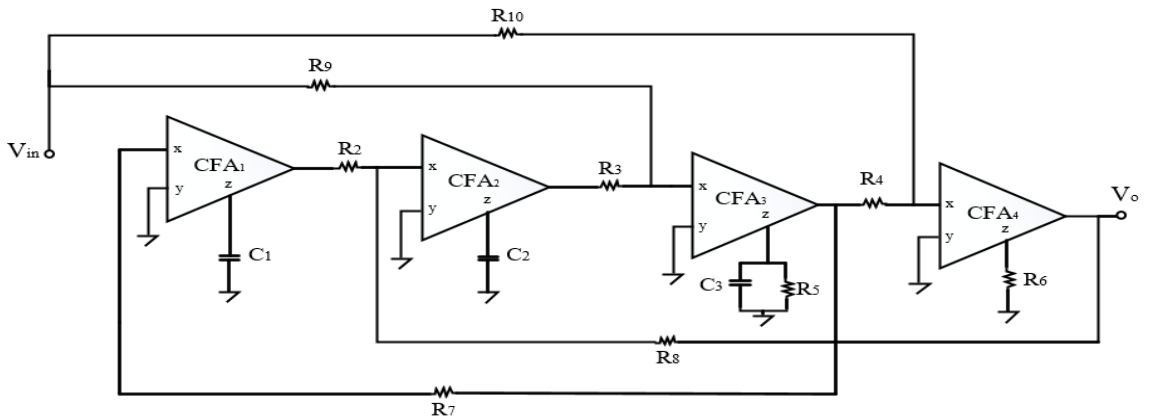 R10
R9
Vin
x
CFA1
y
z
C1
R2
x
CFA2
y
z
C2
R3
x
CFA3
y
z
C3
R5
R4
x
CFA4
y
z
R6
Vo
R8
R7